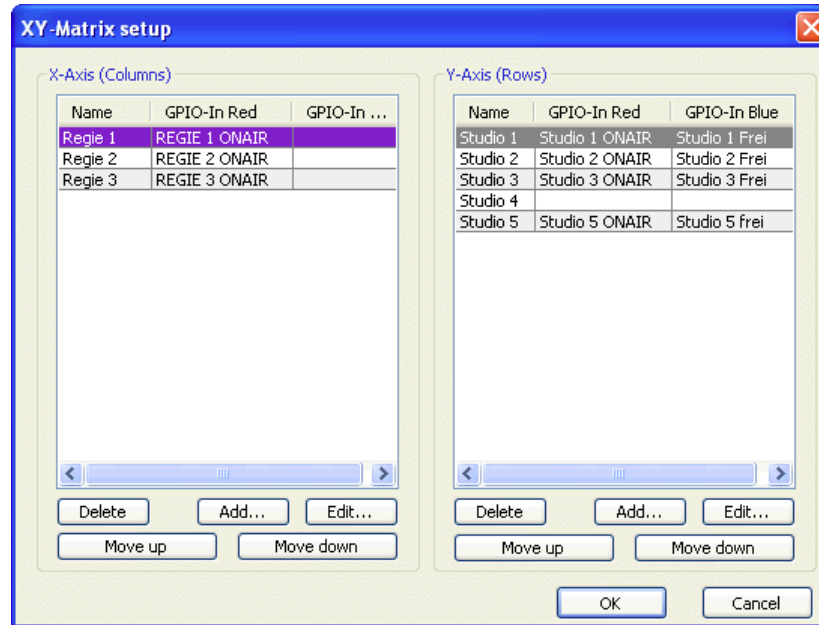 XY-Matrix setup
X-Axis (Columns)
Name GPIO-In Red GPIO-In ...
Regie 1 REGIE 1 ONAIR
Regie 2 REGIE 2 ONAIR
Regie 3 REGIE 3 ONAIR
Delete Add... Edit...
Move up Move down
Y-Axis (Rows)
Name GPIO-In Red GPIO-In Blue
Studio 1 Studio 1 ONAIR Studio 1 Frei
Studio 2 Studio 2 ONAIR Studio 2 Frei
Studio 3 Studio 3 ONAIR Studio 3 Frei
Studio 4
Studio 5 Studio 5 ONAIR Studio 5 frei
Delete Add... Edit...
Move up Move down
OK Cancel